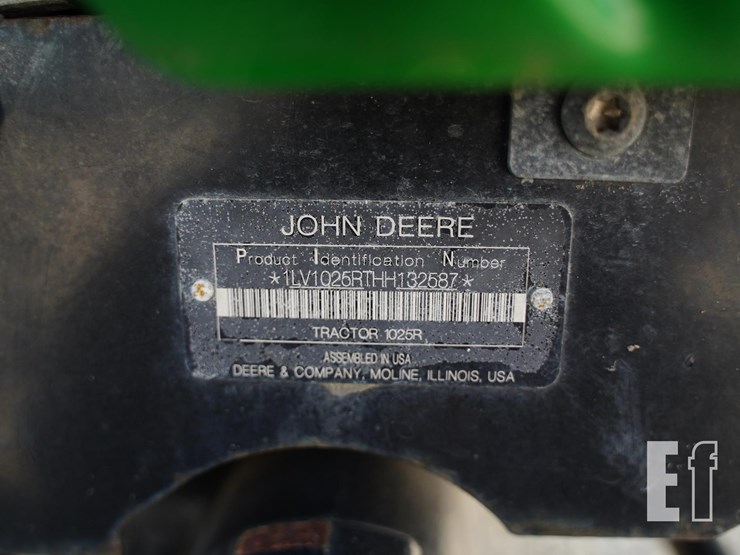 JOHN DEERE
Product Identification Number
*1LV1025RTHH132587*
TRACTOR 1025R
ASSEMBLED IN USA
DEERE & COMPANY, MOLINE, ILLINOIS, USA
Ef